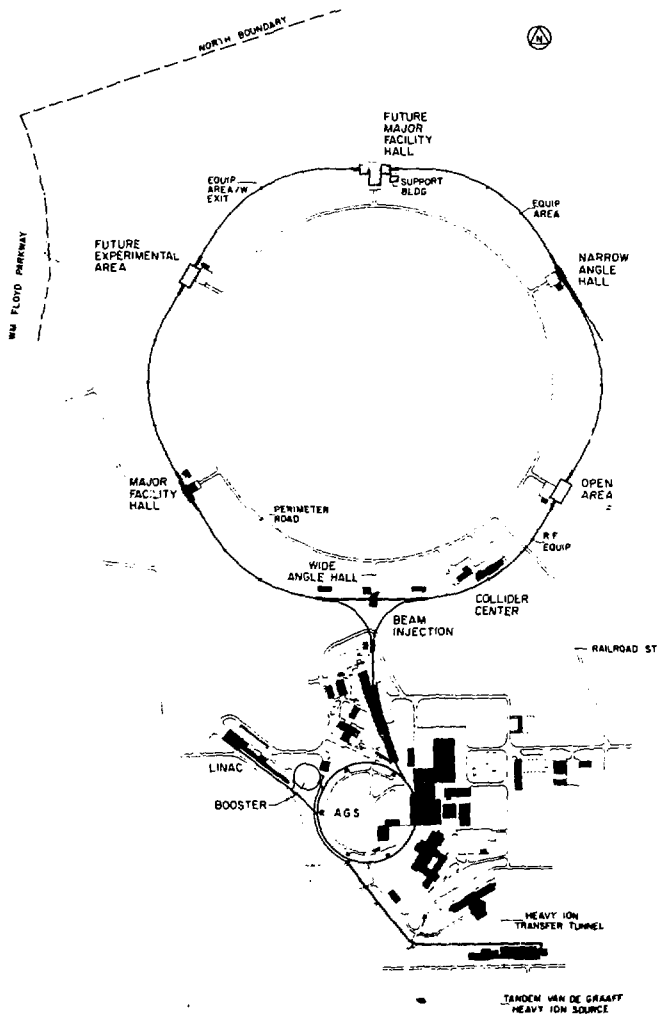 NORTH BOUNDARY
N
FUTURE
MAJOR
FACILITY
HALL
EQUIP
AREA/W
EXIT
SUPPORT
BLDG
EQUIP
AREA
WM FLOYD PARKWAY
FUTURE
EXPERIMENTAL
AREA
NARROW
ANGLE
HALL
MAJOR
FACILITY
HALL
OPEN
AREA
PERIMETER
ROAD
R F
EQUIP
WIDE
ANGLE HALL
COLLIDER
CENTER
BEAM
INJECTION
RAILROAD ST
LINAC
BOOSTER
AGS
HEAVY ION
TRANSFER TUNNEL
TANDEM VAN DE GRAAFF
HEAVY ION SOURCE